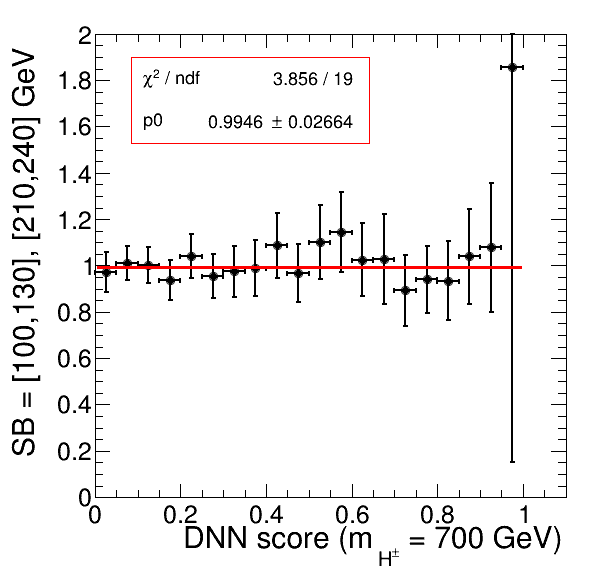 SB = [100,130], [210,240] GeV
2
1.8
1.6
1.4
1.2
1
0.8
0.6
0.4
0.2
0
χ² / ndf 3.856 / 19
p0 0.9946 ± 0.02664
0 0.2 0.4 0.6 0.8 1
DNN score (m_H± = 700 GeV)